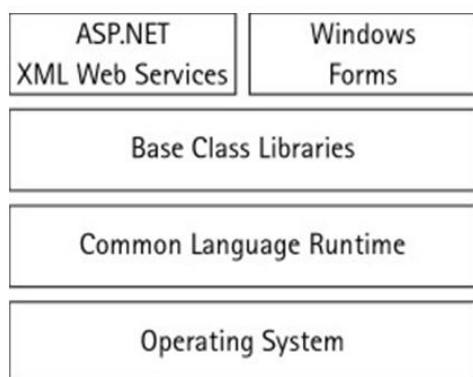 ASP.NET
XML Web Services
Windows
Forms
Base Class Libraries
Common Language Runtime
Operating System